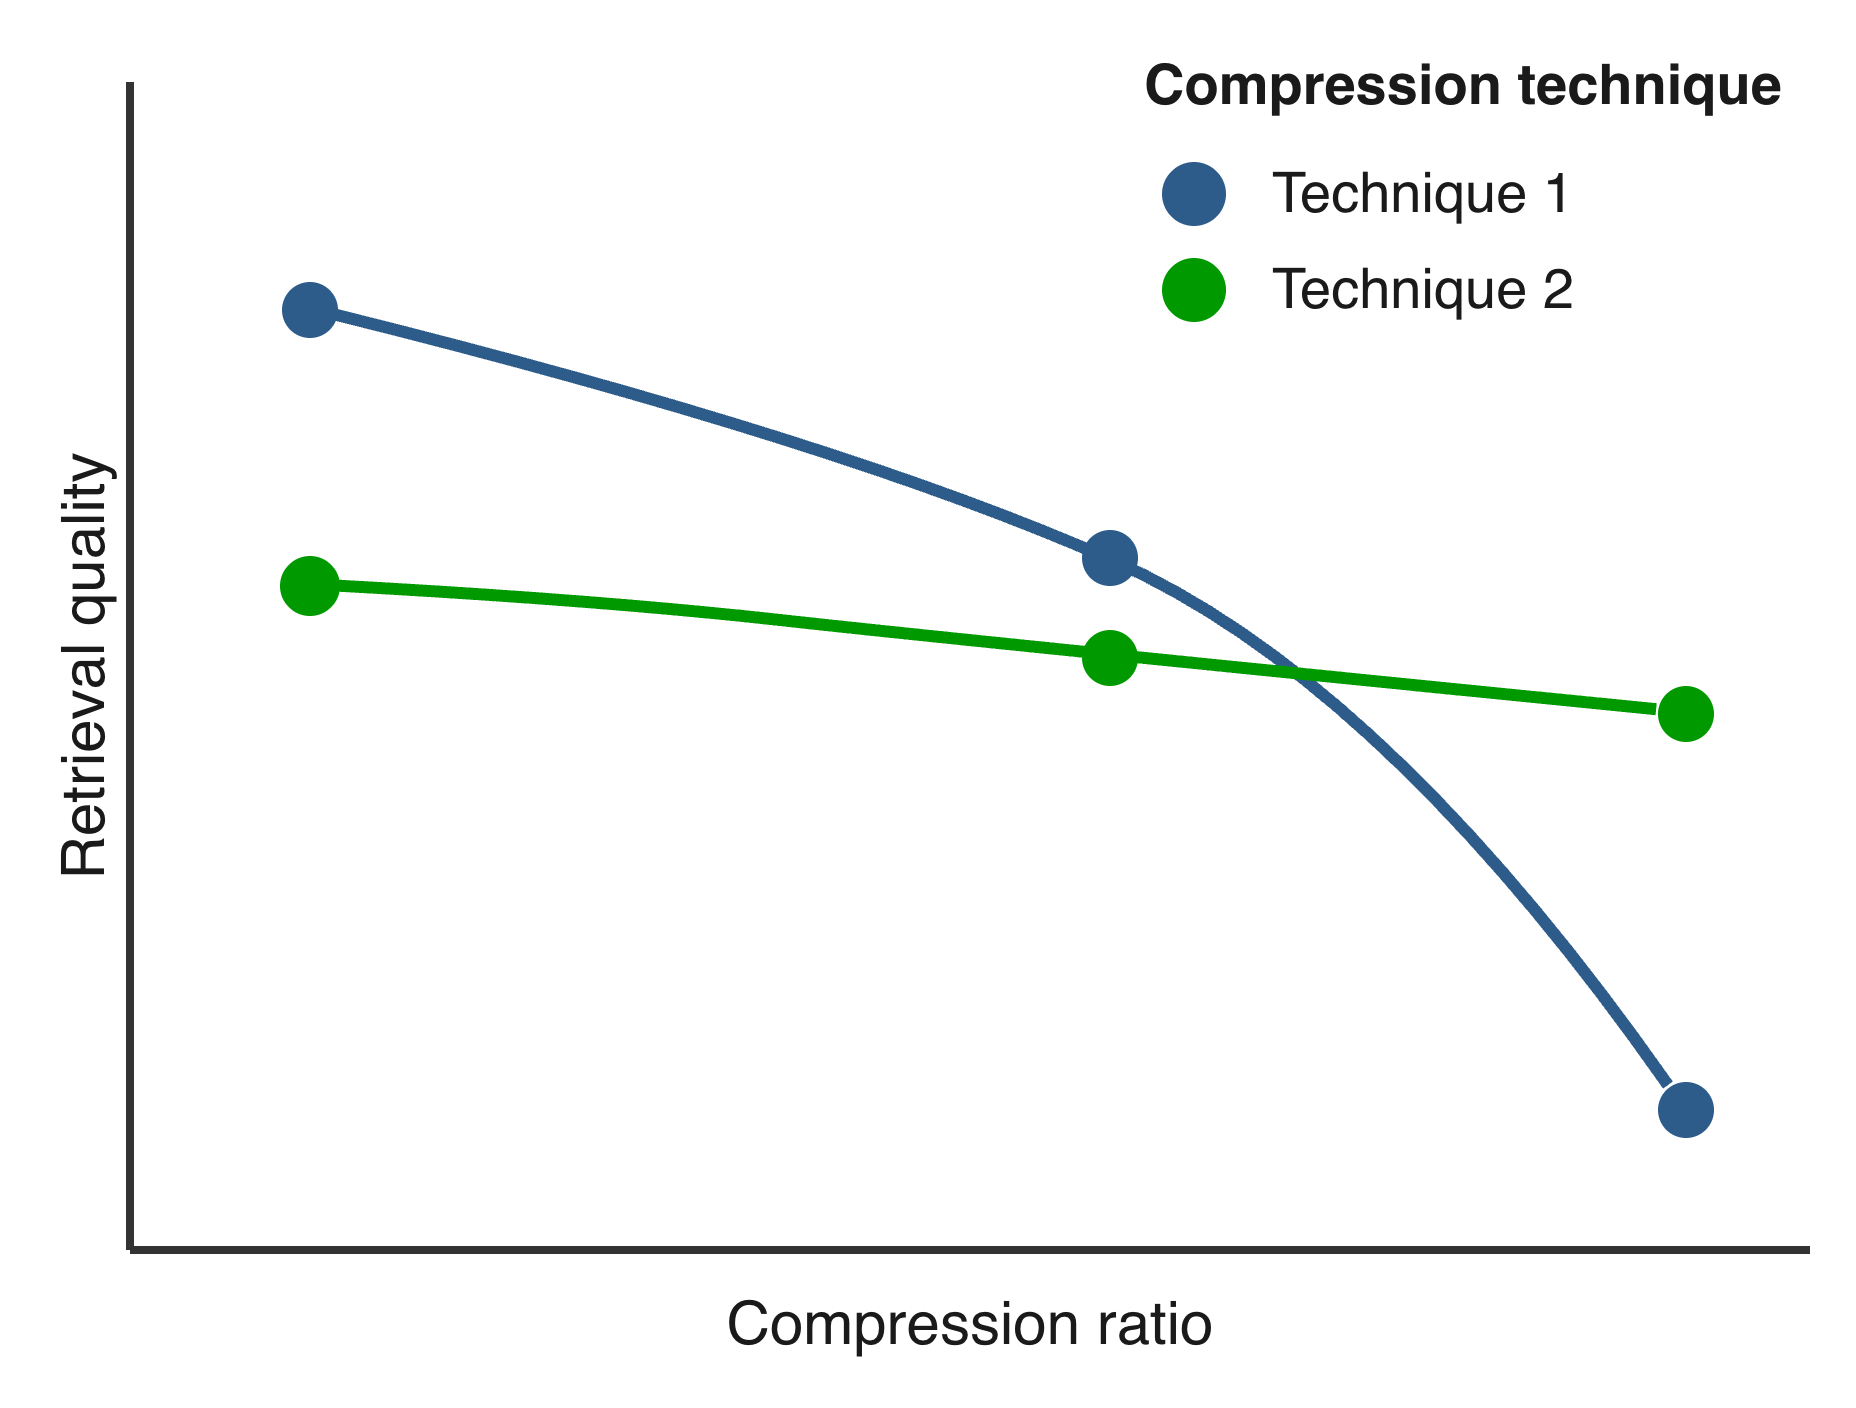 Compression technique
Technique 1
Technique 2
Retrieval quality
Compression ratio